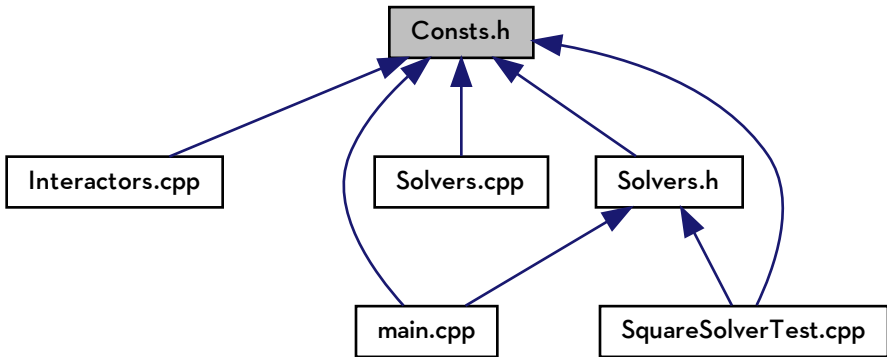 Consts.h
Interactors.cpp
Solvers.cpp
Solvers.h
main.cpp
SquareSolverTest.cpp